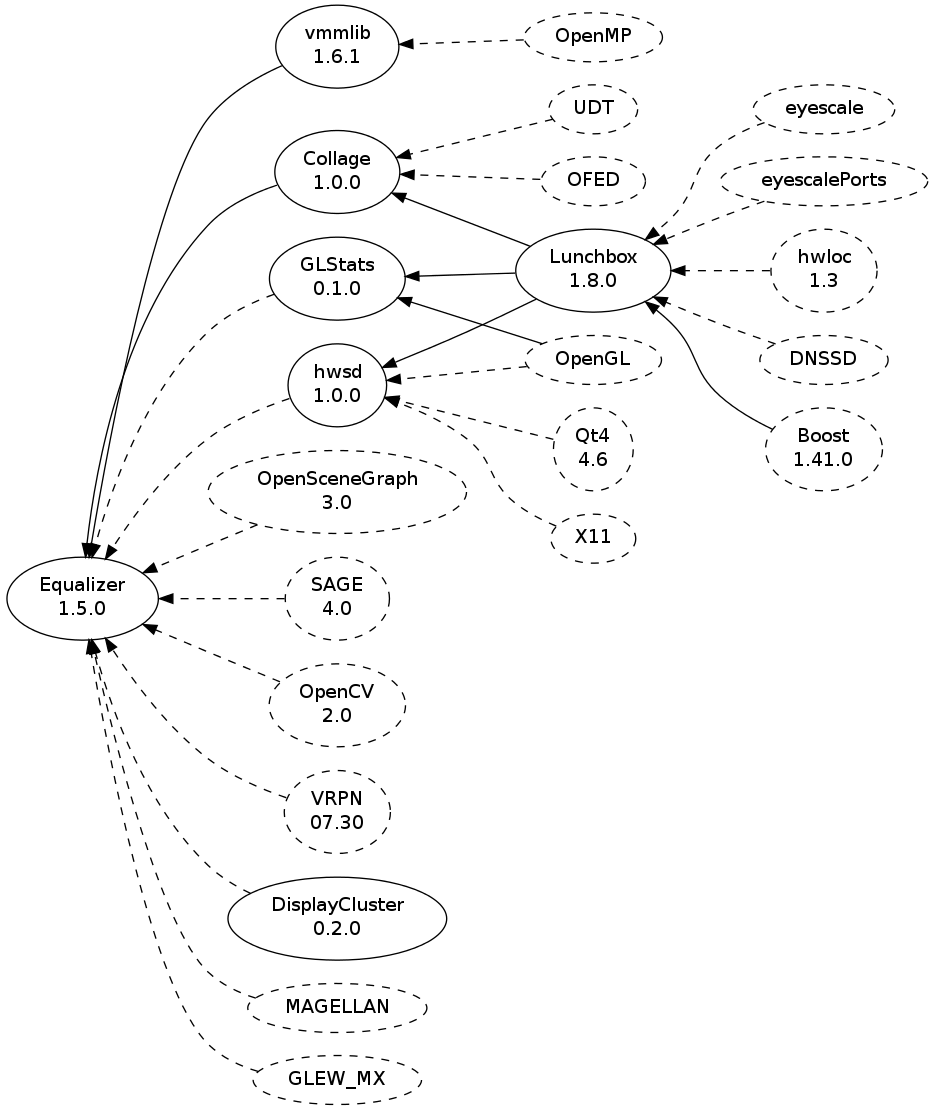 vmmlib
1.6.1
OpenMP
UDT
eyescale
Collage
1.0.0
OFED
eyescalePorts
GLStats
0.1.0
Lunchbox
1.8.0
hwloc
1.3
hwsd
1.0.0
OpenGL
DNSSD
Qt4
4.6
Boost
1.41.0
OpenSceneGraph
3.0
X11
Equalizer
1.5.0
SAGE
4.0
OpenCV
2.0
VRPN
07.30
DisplayCluster
0.2.0
MAGELLAN
GLEW_MX